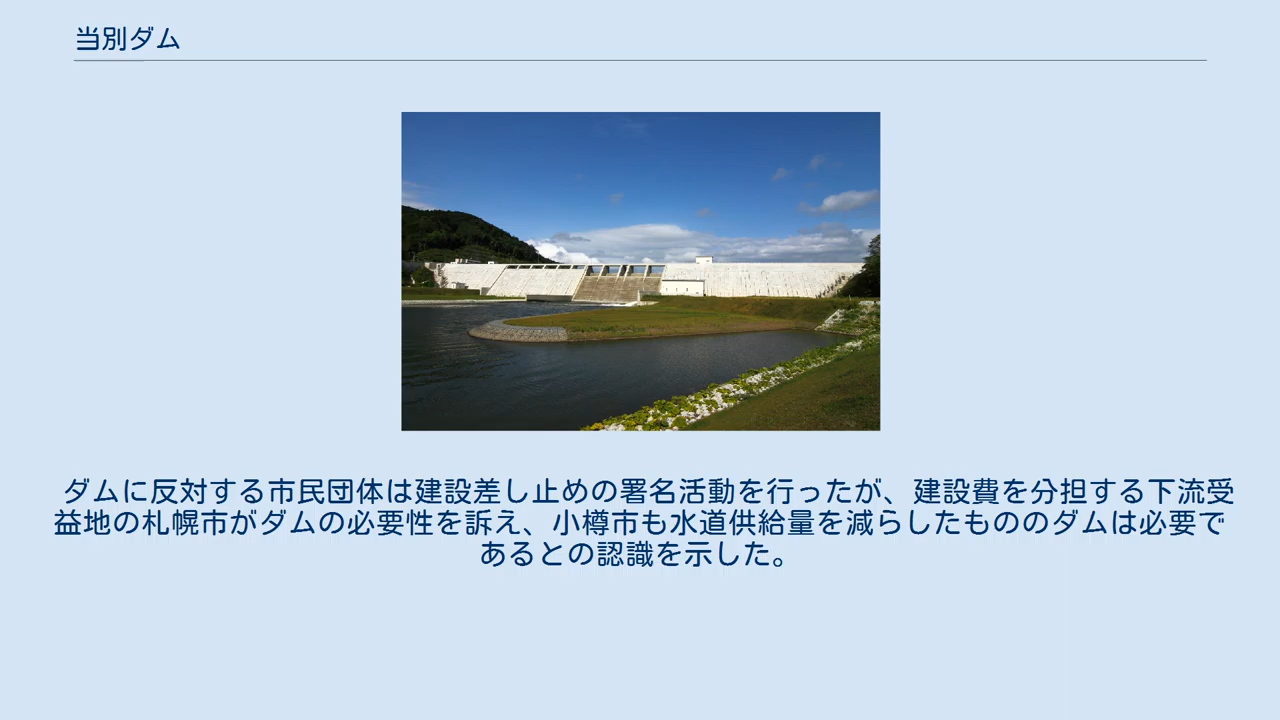 当別ダム
ダムに反対する市民団体は建設差し止めの署名活動を行ったが、建設費を分担する下流受
益地の札幌市がダムの必要性を訴え、小樽市も水道供給量を減らしたもののダムは必要で
あるとの認識を示した。